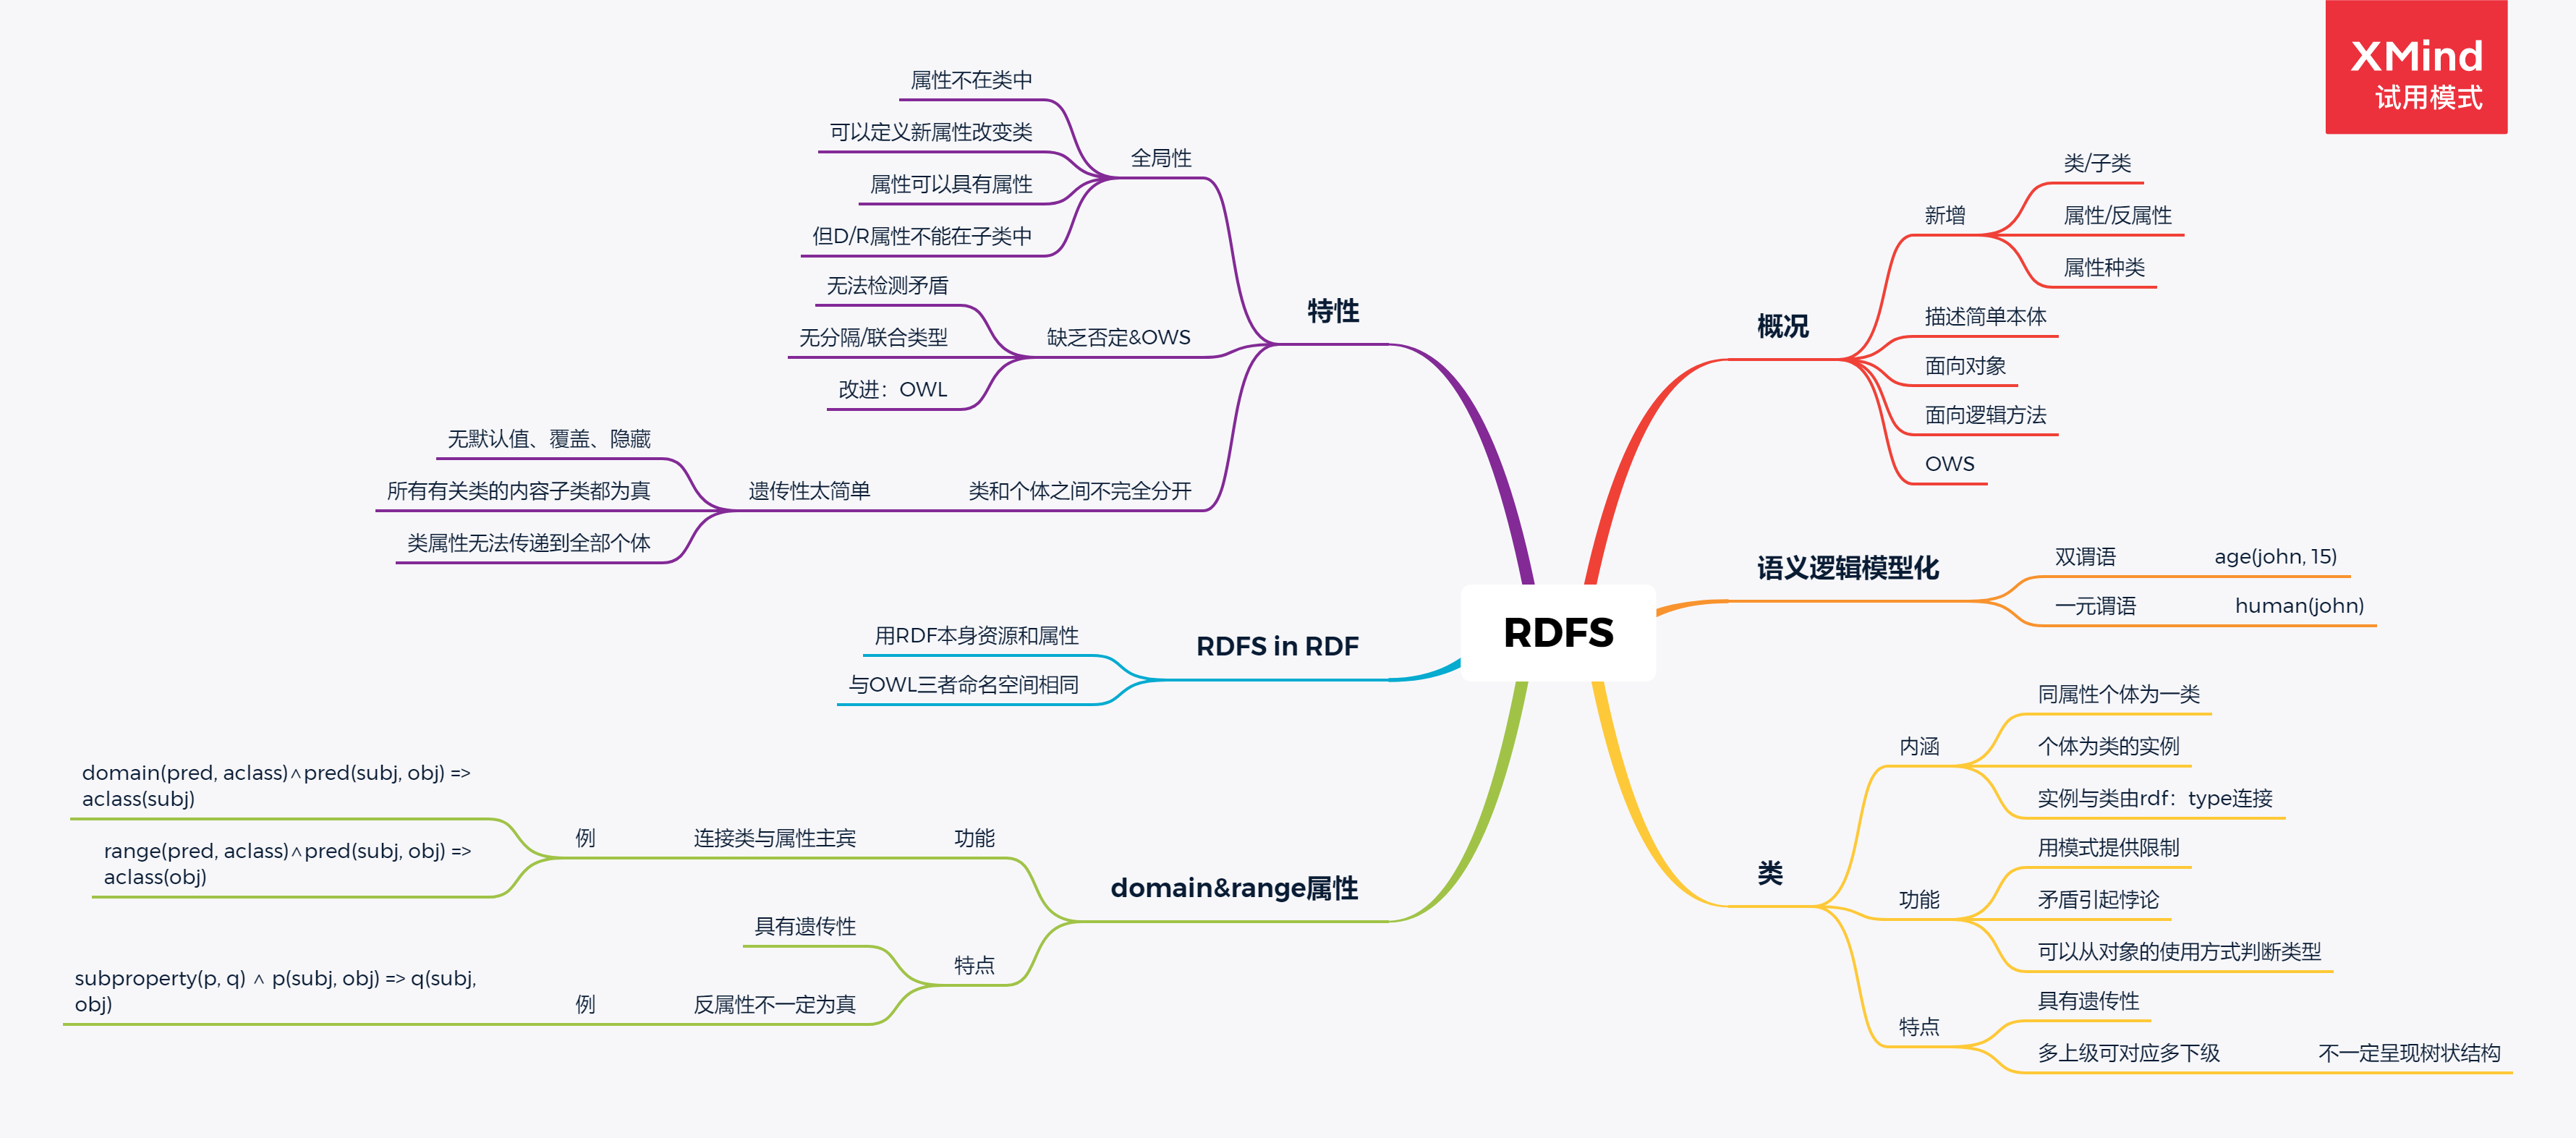 XMind
试用模式
RDFS
概况
新增
类/子类
属性/反属性
属性种类
描述简单本体
面向对象
面向逻辑方法
OWS
语义逻辑模型化
双谓语
age(john, 15)
一元谓语
human(john)
类
内涵
同属性个体为一类
个体为类的实例
实例与类由rdf：type连接
功能
用模式提供限制
矛盾引起悖论
可以从对象的使用方式判断类型
特点
具有遗传性
多上级可对应多下级
不一定呈现树状结构
特性
全局性
属性不在类中
可以定义新属性改变类
属性可以具有属性
但D/R属性不能在子类中
缺乏否定&OWS
无法检测矛盾
无分隔/联合类型
改进：OWL
类和个体之间不完全分开
遗传性太简单
无默认值、覆盖、隐藏
所有有关类的内容子类都为真
类属性无法传递到全部个体
RDFS in RDF
用RDF本身资源和属性
与OWL三者命名空间相同
domain&range属性
功能
连接类与属性主宾
例
domain(pred, aclass)∧pred(subj, obj) =>
aclass(subj)
range(pred, aclass)∧pred(subj, obj) =>
aclass(obj)
特点
具有遗传性
反属性不一定为真
例
subproperty(p, q) ∧ p(subj, obj) => q(subj,
obj)